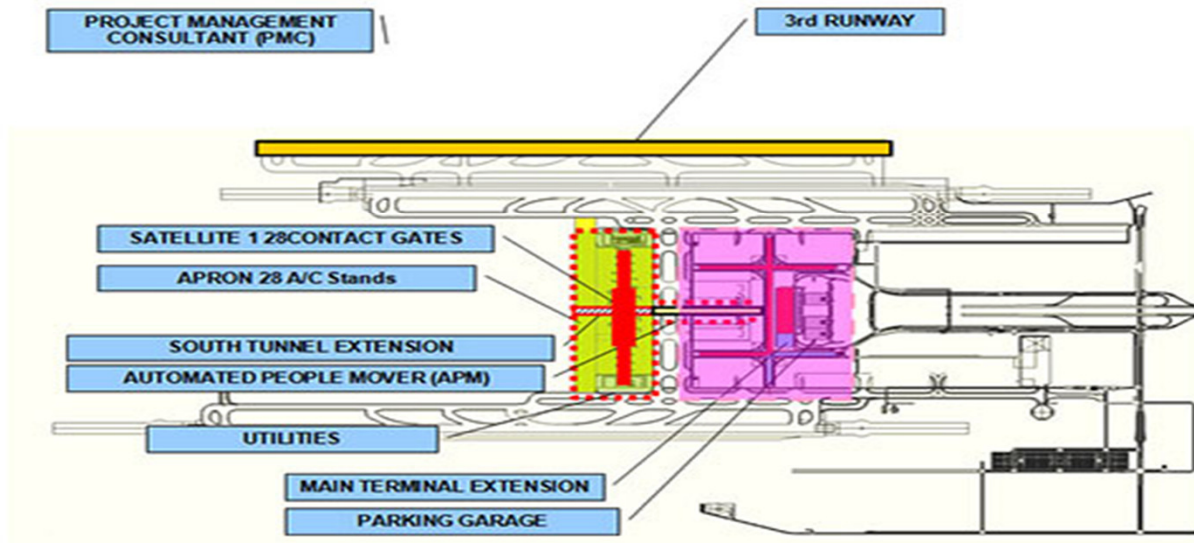 PROJECT MANAGEMENT
CONSULTANT (PMC)
3rd RUNWAY
SATELLITE 1 28CONTACT GATES
APRON 28 A/C Stands
SOUTH TUNNEL EXTENSION
AUTOMATED PEOPLE MOVER (APM)
UTILITIES
MAIN TERMINAL EXTENSION
PARKING GARAGE